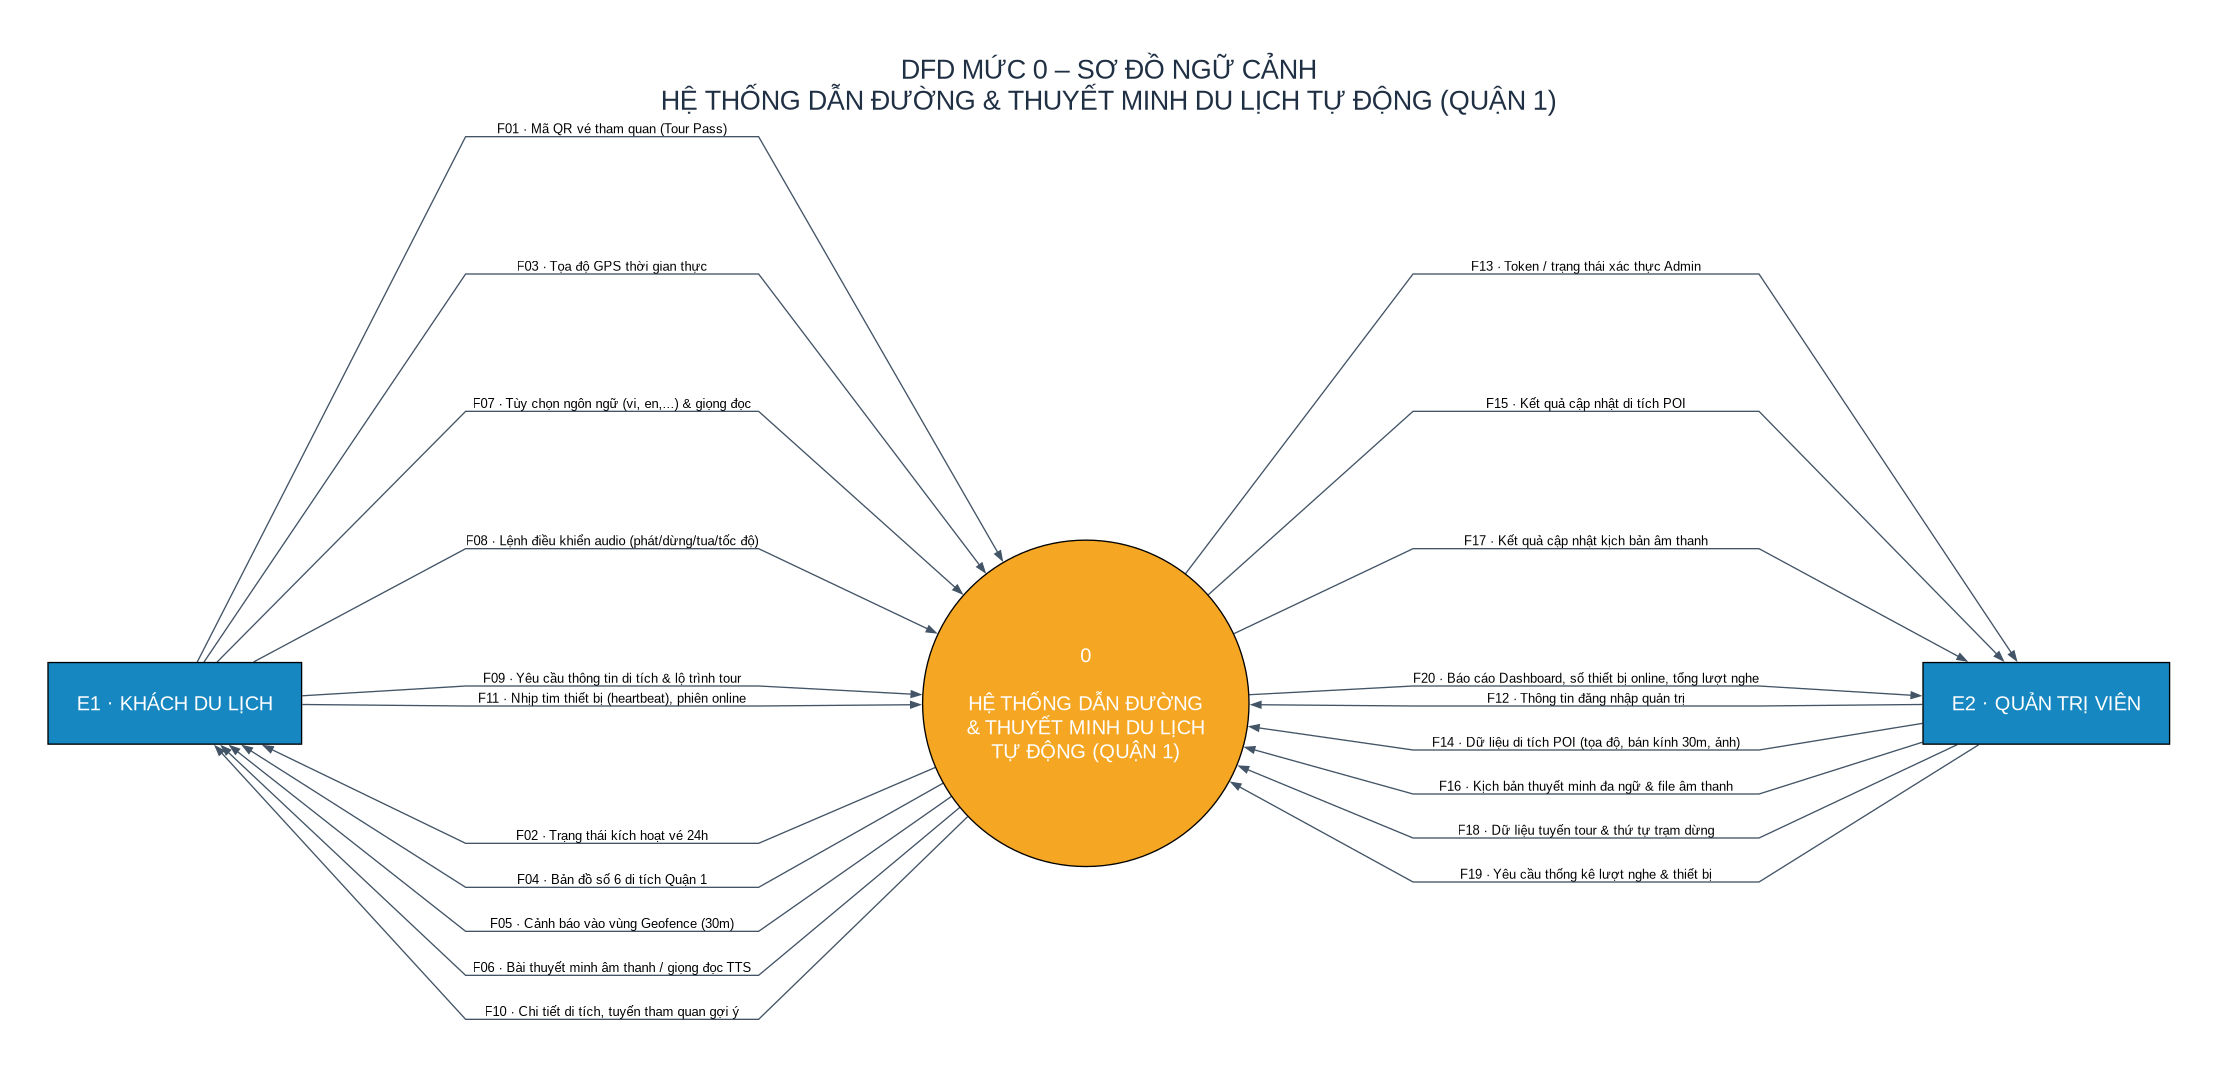 DFD MỨC 0 – SƠ ĐỒ NGỮ CẢNH
HỆ THỐNG DẪN ĐƯỜNG & THUYẾT MINH DU LỊCH TỰ ĐỘNG (QUẬN 1)
F01 · Mã QR vé tham quan (Tour Pass)
F03 · Tọa độ GPS thời gian thực
F13 · Token / trạng thái xác thực Admin
F07 · Tùy chọn ngôn ngữ (vi, en,...) & giọng đọc
F15 · Kết quả cập nhật di tích POI
F08 · Lệnh điều khiển audio (phát/dừng/tua/tốc độ)
F17 · Kết quả cập nhật kịch bản âm thanh
E1 · KHÁCH DU LỊCH
F09 · Yêu cầu thông tin di tích & lộ trình tour
F11 · Nhịp tim thiết bị (heartbeat), phiên online
0
HỆ THỐNG DẪN ĐƯỜNG
& THUYẾT MINH DU LỊCH
TỰ ĐỘNG (QUẬN 1)
F20 · Báo cáo Dashboard, số thiết bị online, tổng lượt nghe
F12 · Thông tin đăng nhập quản trị
E2 · QUẢN TRỊ VIÊN
F14 · Dữ liệu di tích POI (tọa độ, bán kính 30m, ảnh)
F16 · Kịch bản thuyết minh đa ngữ & file âm thanh
F02 · Trạng thái kích hoạt vé 24h
F18 · Dữ liệu tuyến tour & thứ tự trạm dừng
F04 · Bản đồ số 6 di tích Quận 1
F19 · Yêu cầu thống kê lượt nghe & thiết bị
F05 · Cảnh báo vào vùng Geofence (30m)
F06 · Bài thuyết minh âm thanh / giọng đọc TTS
F10 · Chi tiết di tích, tuyến tham quan gợi ý